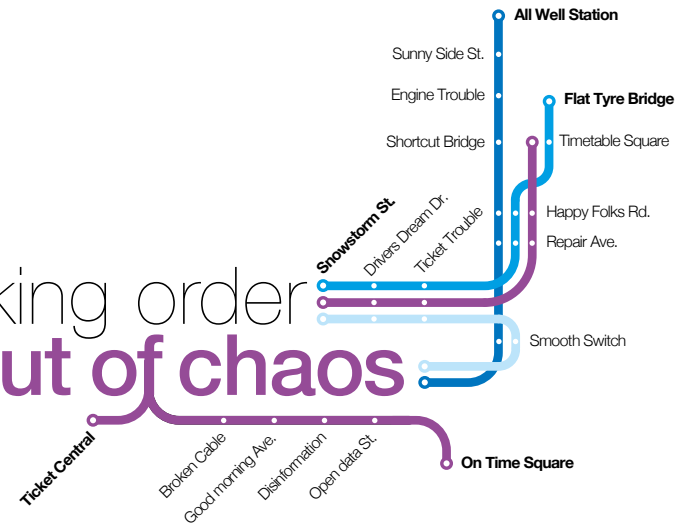 All Well Station
Sunny Side St.
Engine Trouble
Flat Tyre Bridge
Shortcut Bridge
Timetable Square
Snowstorm St.
Drivers Dream Dr.
Ticket Trouble
Happy Folks Rd.
Repair Ave.
king order
ut of chaos
Smooth Switch
Ticket Central
Broken Cable
Good morning Ave.
Disinformation
Open data St.
On Time Square